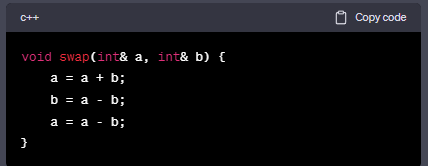 c++
Copy code
void swap(int& a, int& b) {
    a = a + b;
    b = a - b;
    a = a - b;
}